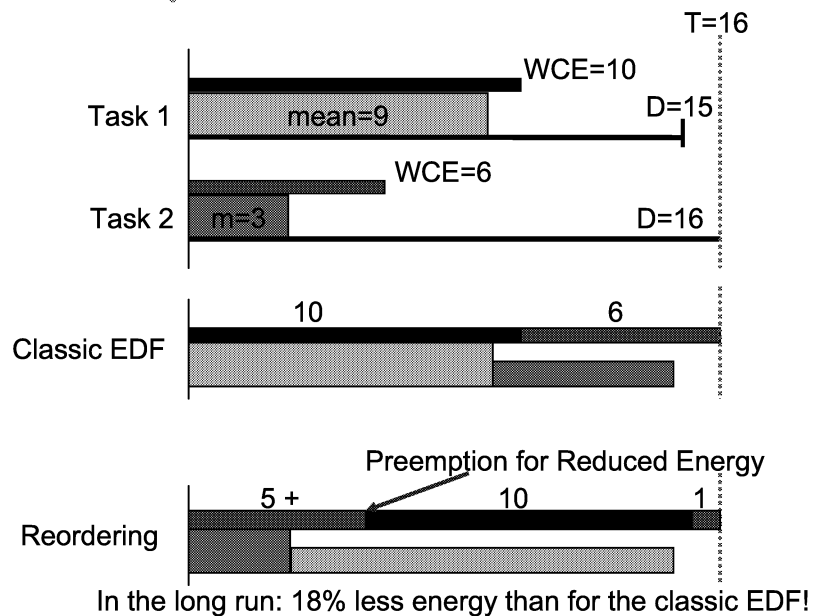 T=16
WCE=10
Task 1
mean=9
D=15
WCE=6
Task 2
m=3
D=16
10
6
Classic EDF
Preemption for Reduced Energy
5 +
10
1
Reordering
In the long run: 18% less energy than for the classic EDF!